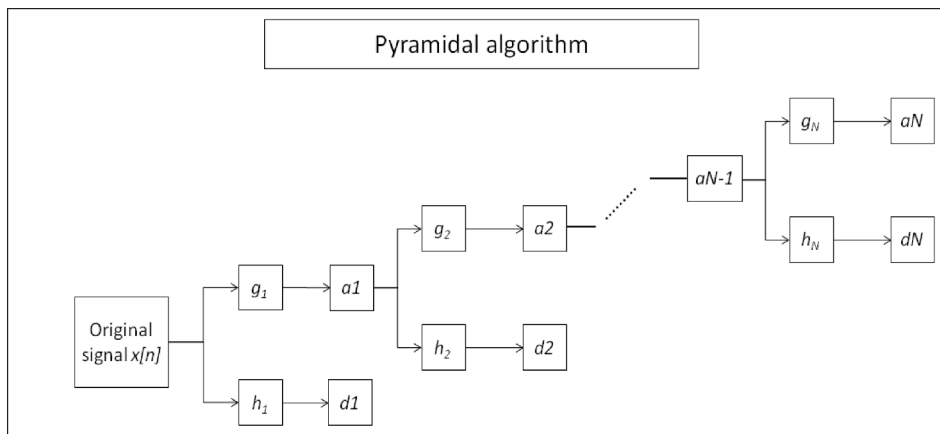 Pyramidal algorithm
g_N
aN
aN-1
g_2
a2
h_N
dN
g_1
a1
Original
signal x[n]
h_2
d2
h_1
d1